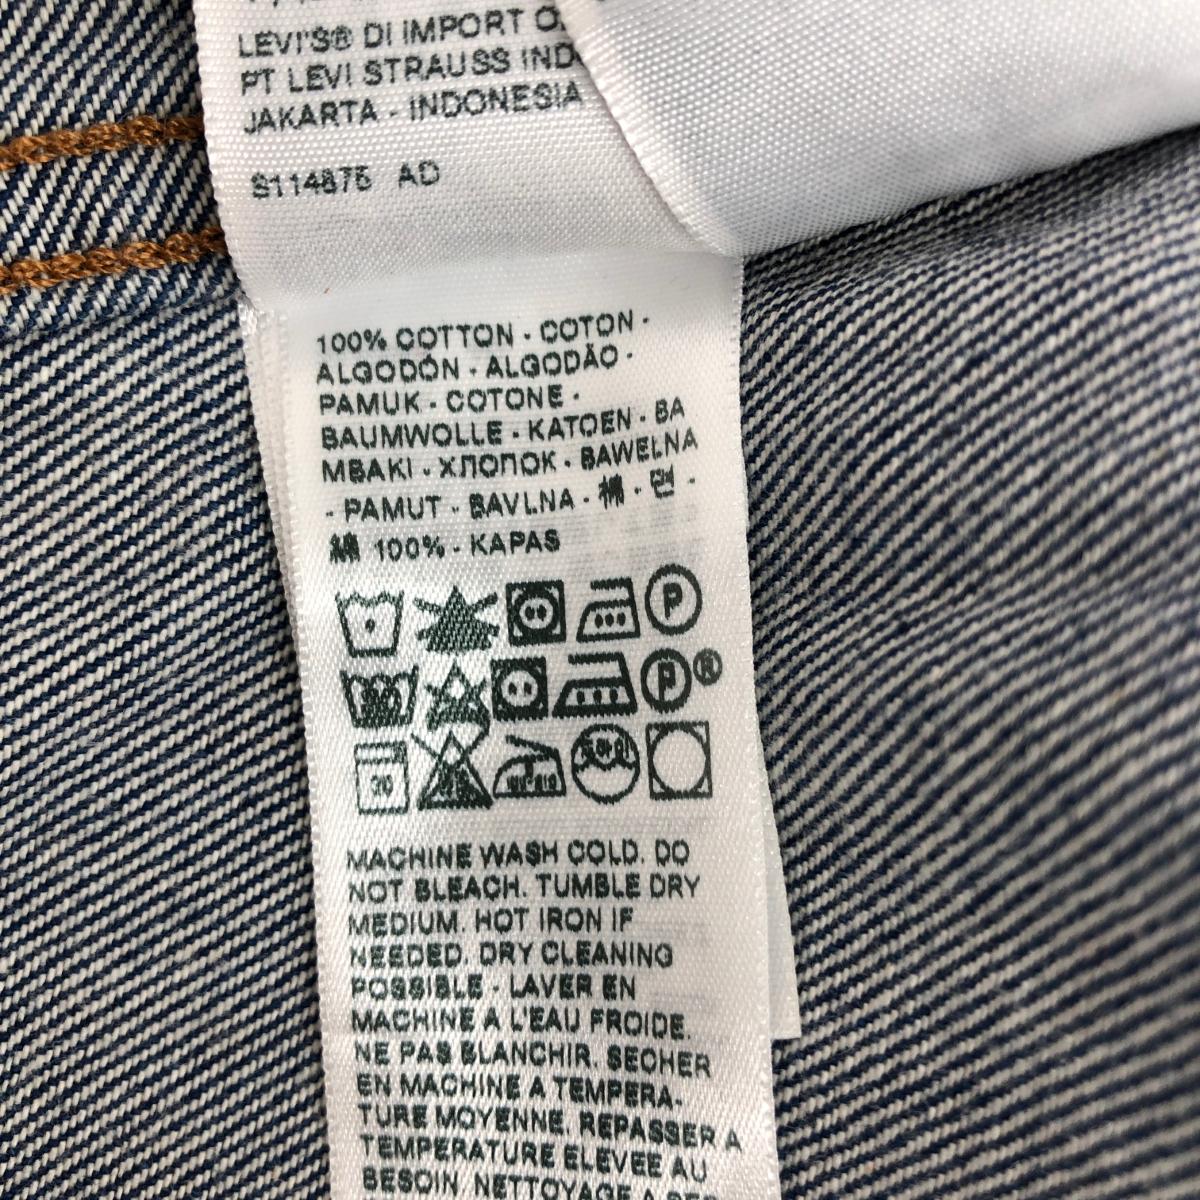 LEVI'S® DI IMPORT
PT LEVI STRAUSS
JAKARTA - INDONESIA
S114875 AD
100% COTTON · COTON ·
ALGODÓN · ALGODÃO ·
PAMUK · COTONE ·
BAUMWOLLE · KATOEN · BA
МБАКІ · ХЛОПОК · BAWEŁNA
· PAMUT · BAVLNA · 棉 · 면 ·
綿 100% · KAPAS
P
P®
MACHINE WASH COLD. DO
NOT BLEACH. TUMBLE DRY
MEDIUM. HOT IRON IF
NEEDED. DRY CLEANING
POSSIBLE - LAVER EN
MACHINE A L'EAU FROIDE.
NE PAS BLANCHIR. SECHER
EN MACHINE A TEMPERA-
TURE MOYENNE. REPASSER A
TEMPERATURE ELEVEE AU
BESOIN. NETTOYAGE A